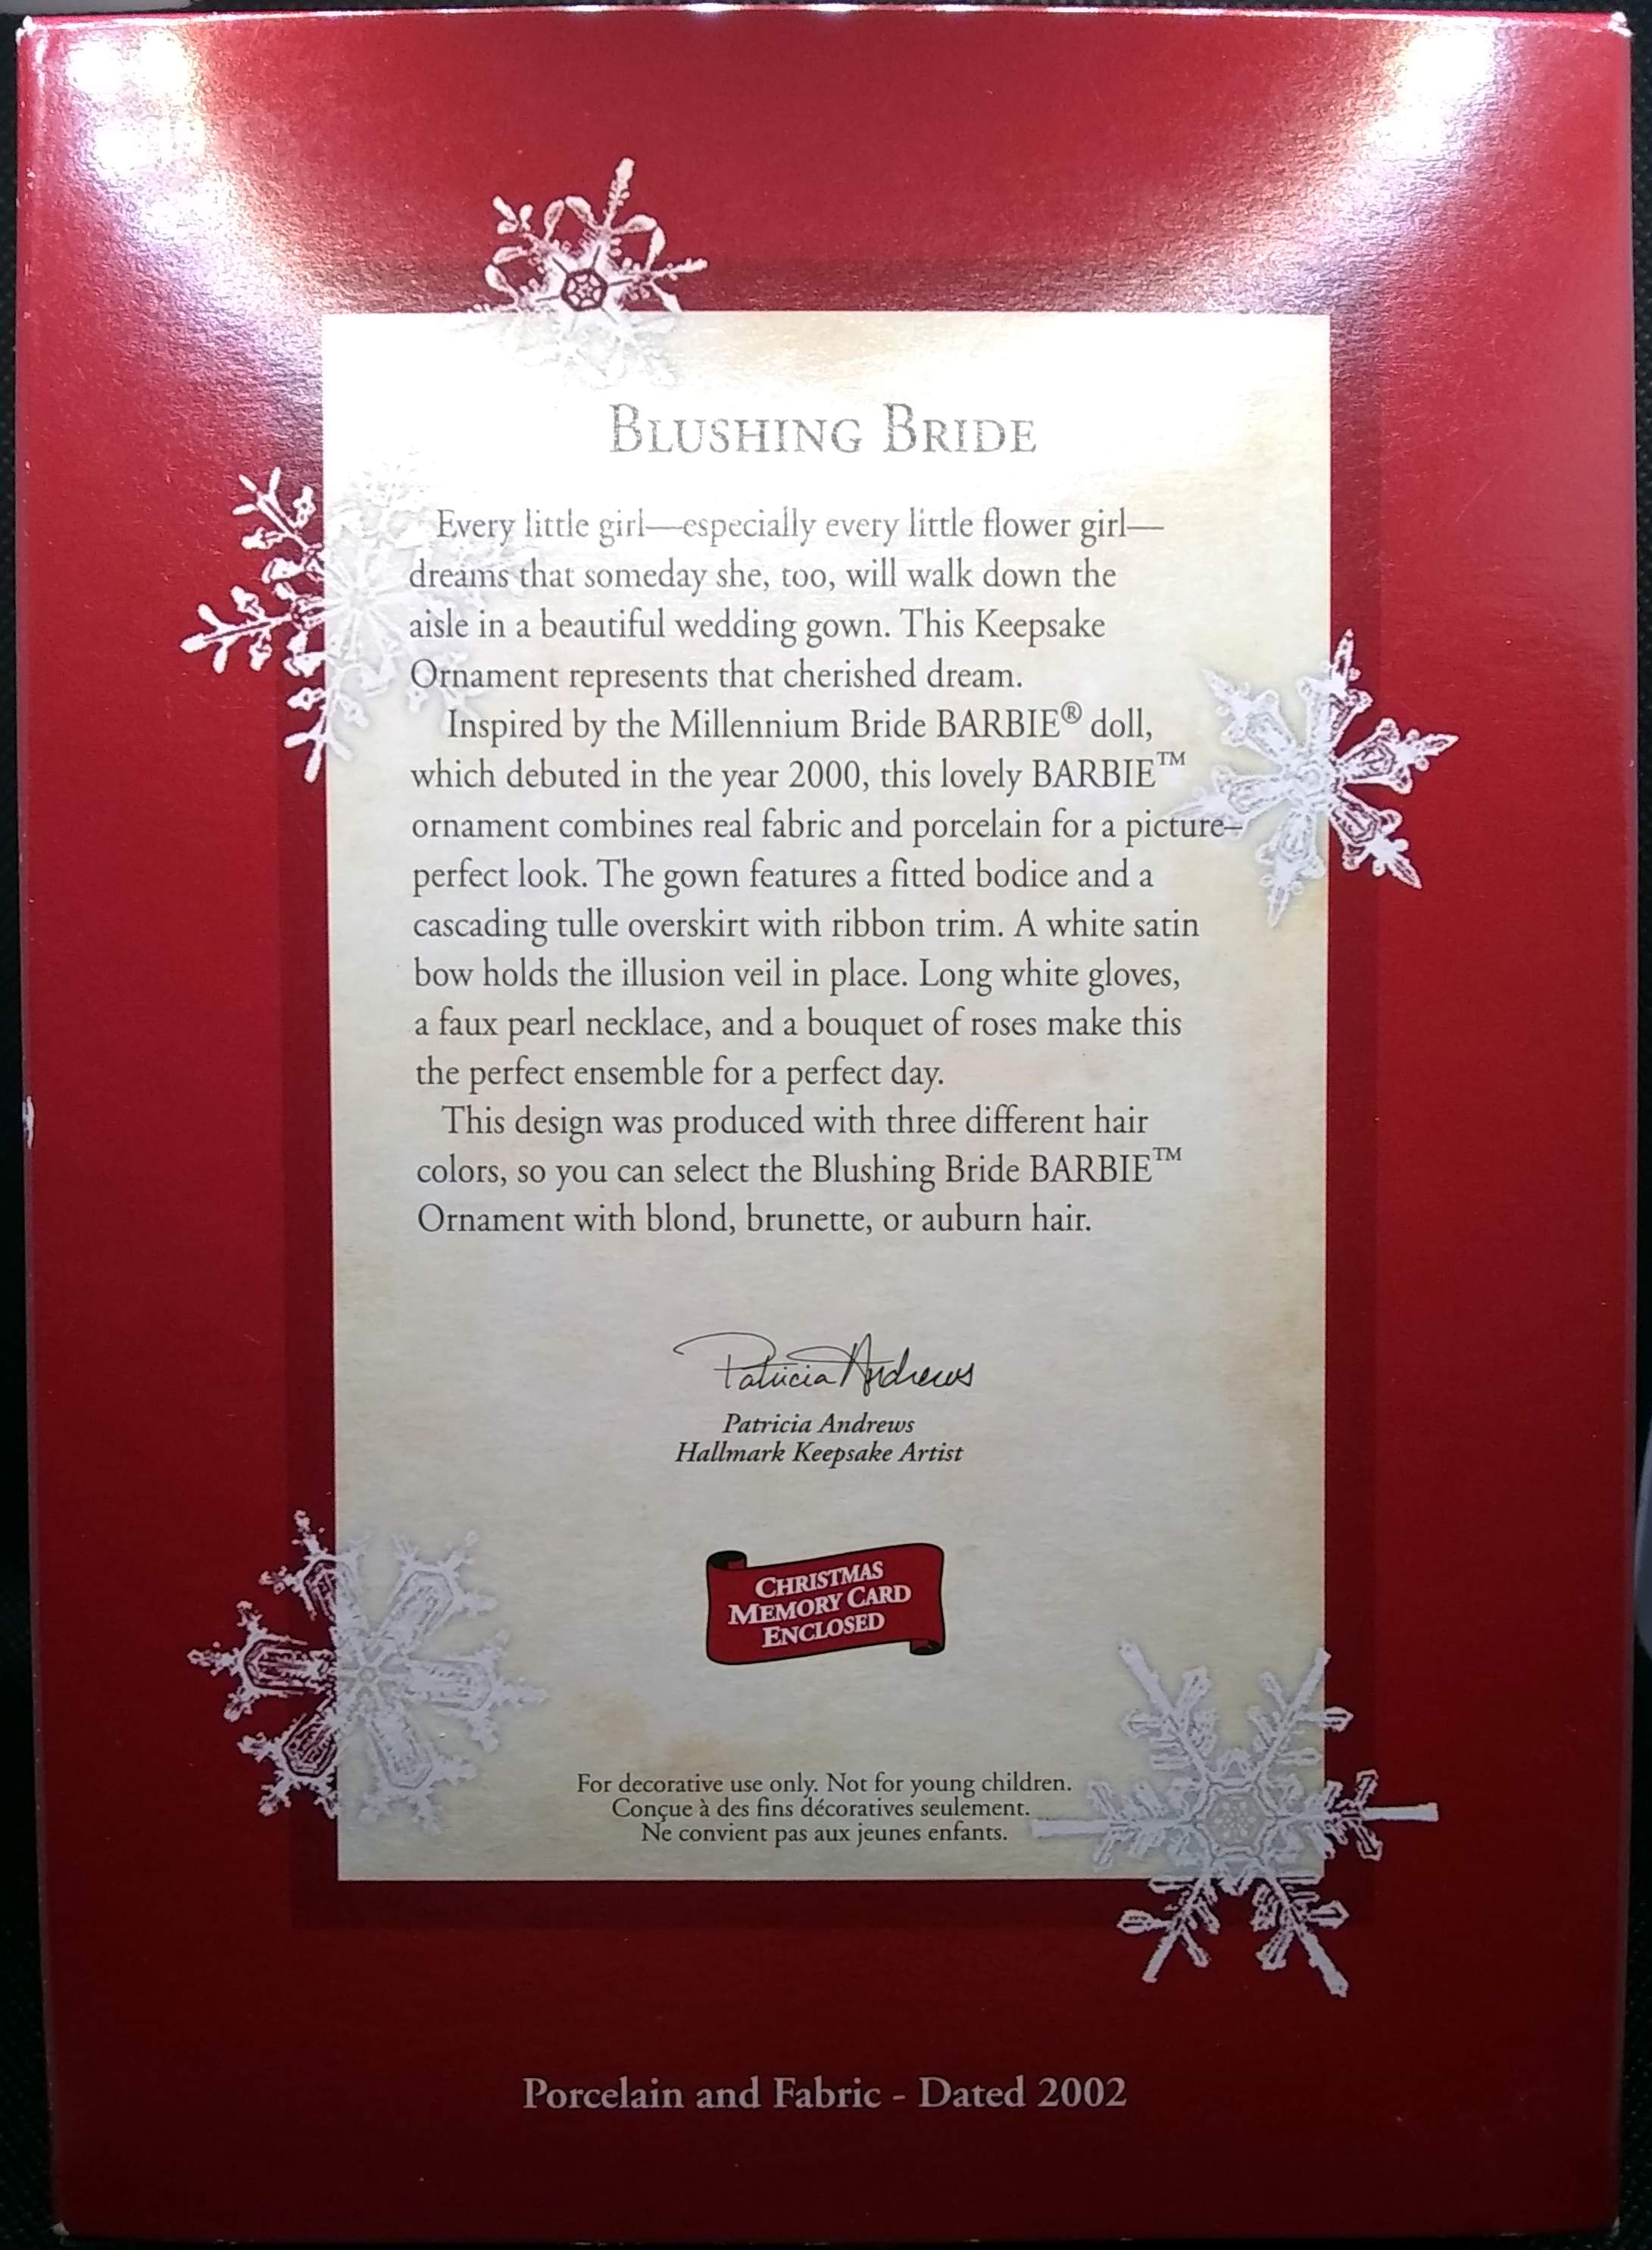 BLUSHING BRIDE
Every little girl—especially every little flower girl—
dreams that someday she, too, will walk down the
aisle in a beautiful wedding gown. This Keepsake
Ornament represents that cherished dream.
Inspired by the Millennium Bride BARBIE® doll,
which debuted in the year 2000, this lovely BARBIE™
ornament combines real fabric and porcelain for a picture–
perfect look. The gown features a fitted bodice and a
cascading tulle overskirt with ribbon trim. A white satin
bow holds the illusion veil in place. Long white gloves,
a faux pearl necklace, and a bouquet of roses make this
the perfect ensemble for a perfect day.
This design was produced with three different hair
colors, so you can select the Blushing Bride BARBIE™
Ornament with blond, brunette, or auburn hair.
Patricia Andrews
Patricia Andrews
Hallmark Keepsake Artist
CHRISTMAS
MEMORY CARD
ENCLOSED
For decorative use only. Not for young children.
Conçue à des fins décoratives seulement.
Ne convient pas aux jeunes enfants.
Porcelain and Fabric - Dated 2002